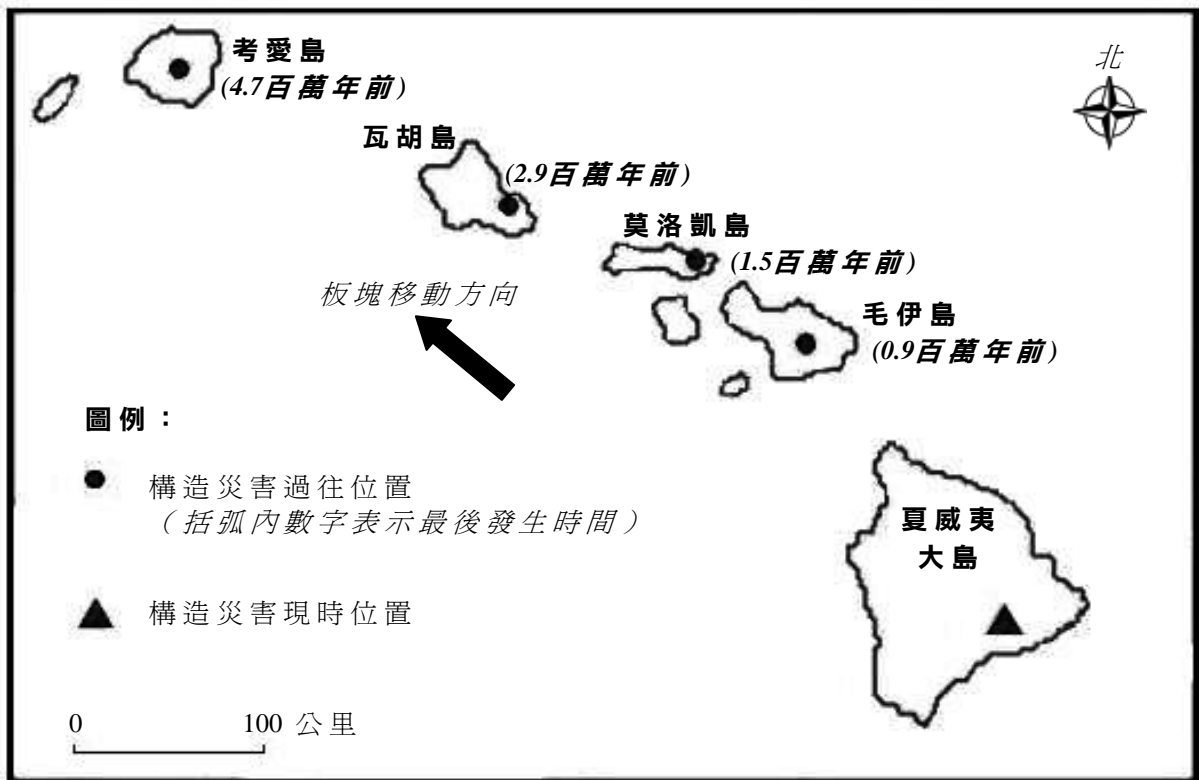 考愛島
(4.7百萬年前)
北
瓦胡島
(2.9百萬年前)
莫洛凱島
(1.5百萬年前)
板塊移動方向
毛伊島
(0.9百萬年前)
圖例：
構造災害過往位置
（括弧內數字表示最後發生時間）
夏威夷
大島
構造災害現時位置
0 100 公里